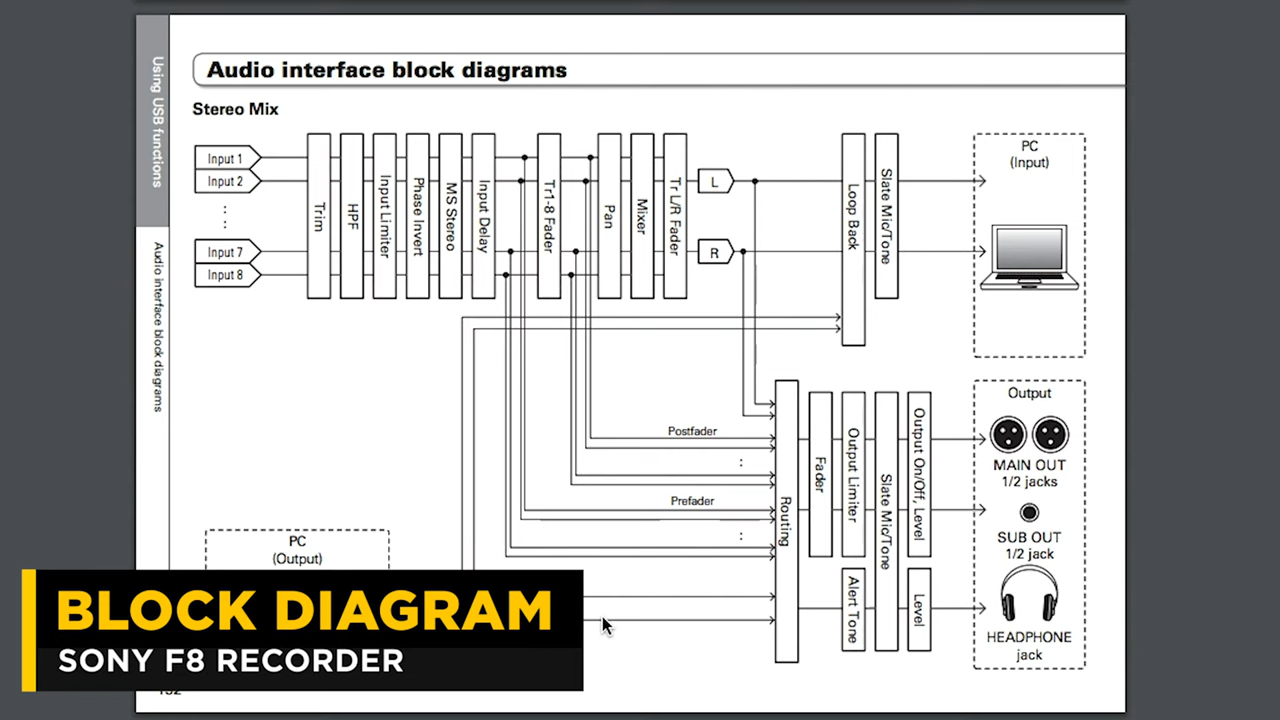 Using USB functions
Audio interface block diagrams
Audio interface block diagrams
Stereo Mix
Input 1
Input 2
Input 7
Input 8
Trim
HPF
Input Limiter
Phase Invert
MS Stereo
Input Delay
Tr1-8 Fader
Pan
Mixer
Tr L/R Fader
L
R
Loop Back
Slate Mic/Tone
PC
(Input)
Postfader
Prefader
Routing
Fader
Output Limiter
Slate Mic/Tone
Output On/Off, Level
Alert Tone
Level
Output
MAIN OUT
1/2 jacks
SUB OUT
1/2 jack
HEADPHONE
jack
PC
(Output)
BLOCK DIAGRAM
SONY F8 RECORDER